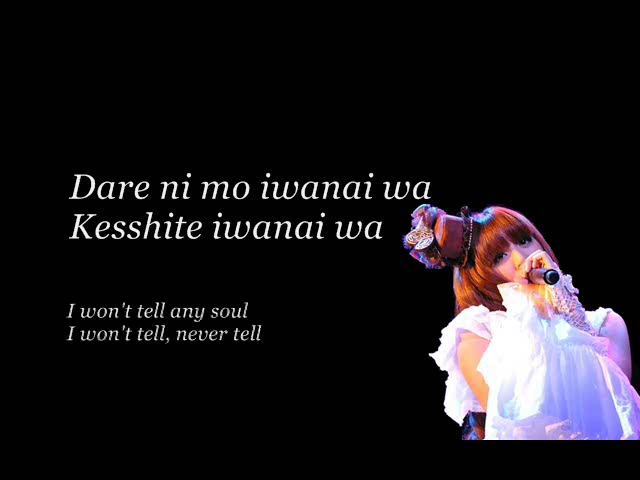 Dare ni mo iwanai wa
Kesshite iwanai wa
I won't tell any soul
I won't tell, never tell